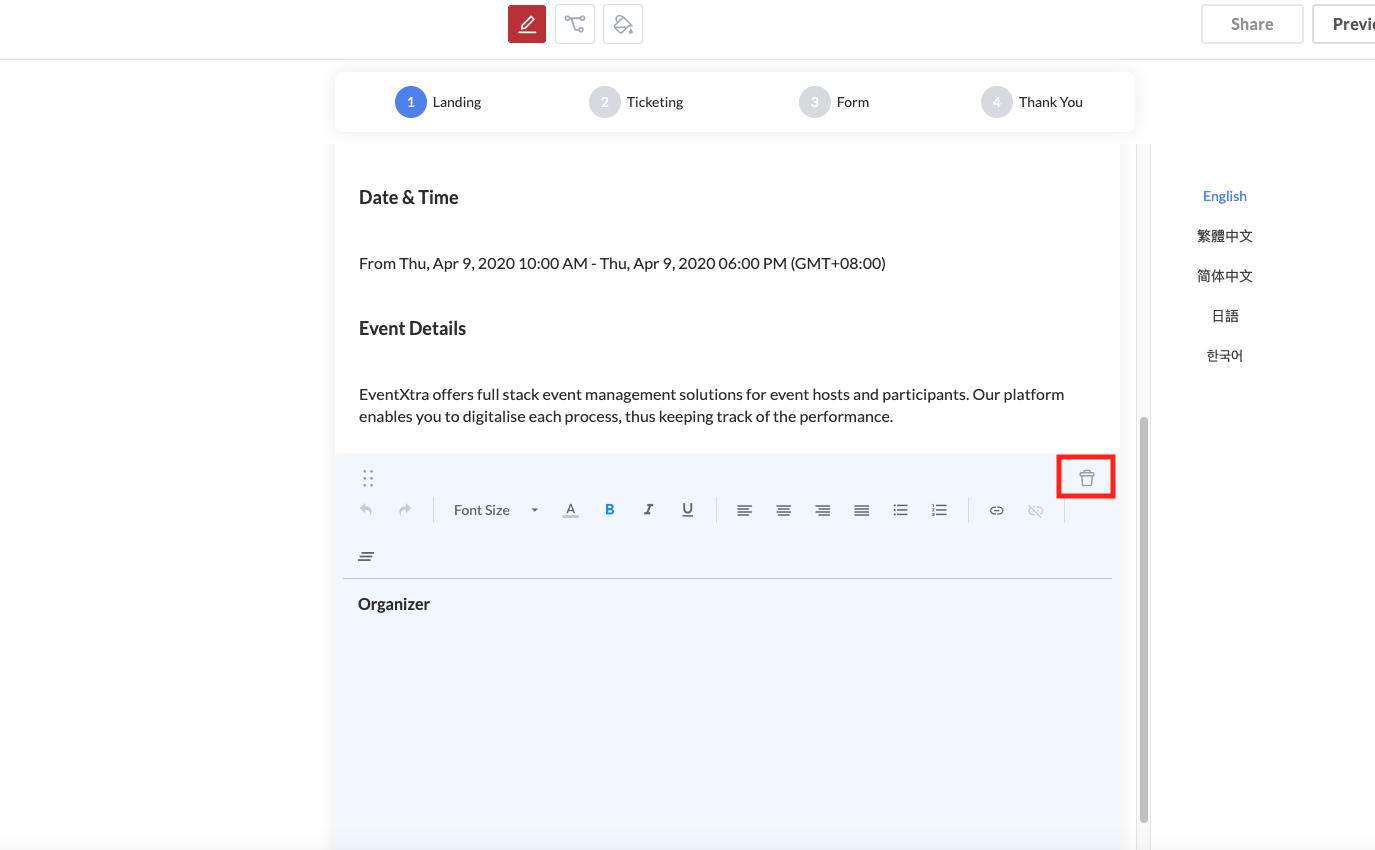 Share
Previ
1 Landing
2 Ticketing
3 Form
4 Thank You
Date & Time
From Thu, Apr 9, 2020 10:00 AM - Thu, Apr 9, 2020 06:00 PM (GMT+08:00)
Event Details
EventXtra offers full stack event management solutions for event hosts and participants. Our platform
enables you to digitalise each process, thus keeping track of the performance.
Font Size A B I U
Organizer
English
繁體中文
简体中文
日語
한국어